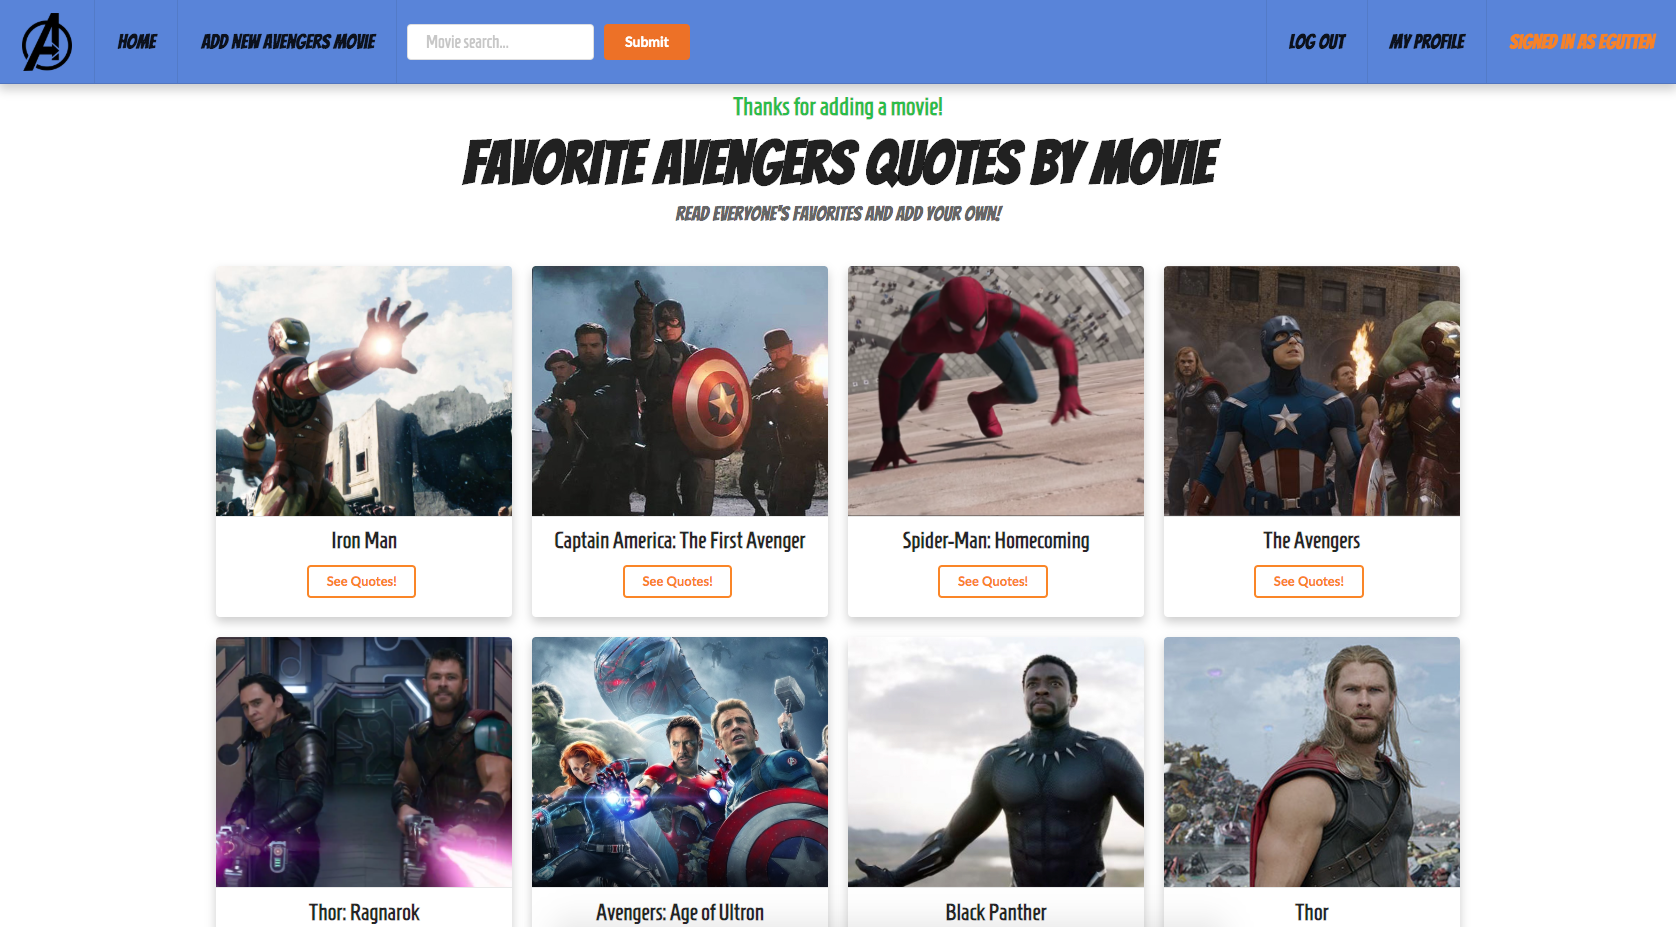 HOME
ADD NEW AVENGERS MOVIE
Movie search...
Submit
LOG OUT
MY PROFILE
SIGNED IN AS EGUTTEN
Thanks for adding a movie!
FAVORITE AVENGERS QUOTES BY MOVIE
READ EVERYONE'S FAVORITES AND ADD YOUR OWN!
Iron Man
Captain America: The First Avenger
Spider-Man: Homecoming
The Avengers
See Quotes!
See Quotes!
See Quotes!
See Quotes!
Thor: Ragnarok
Avengers: Age of Ultron
Black Panther
Thor